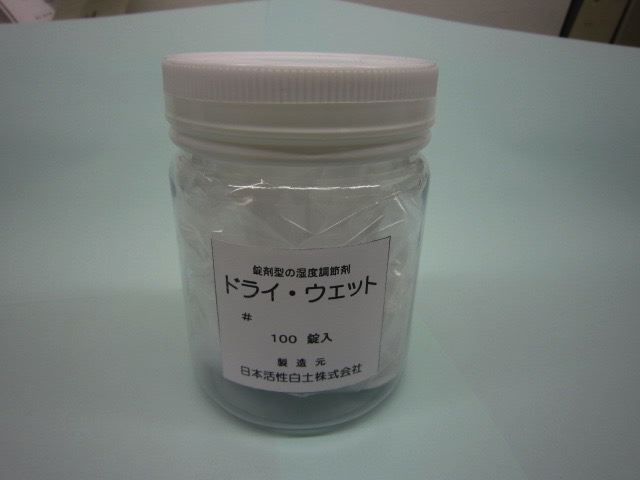 錠剤型の湿度調節剤
ドライ・ウェット
#
100 錠入
製造元
日本活性白土株式会社